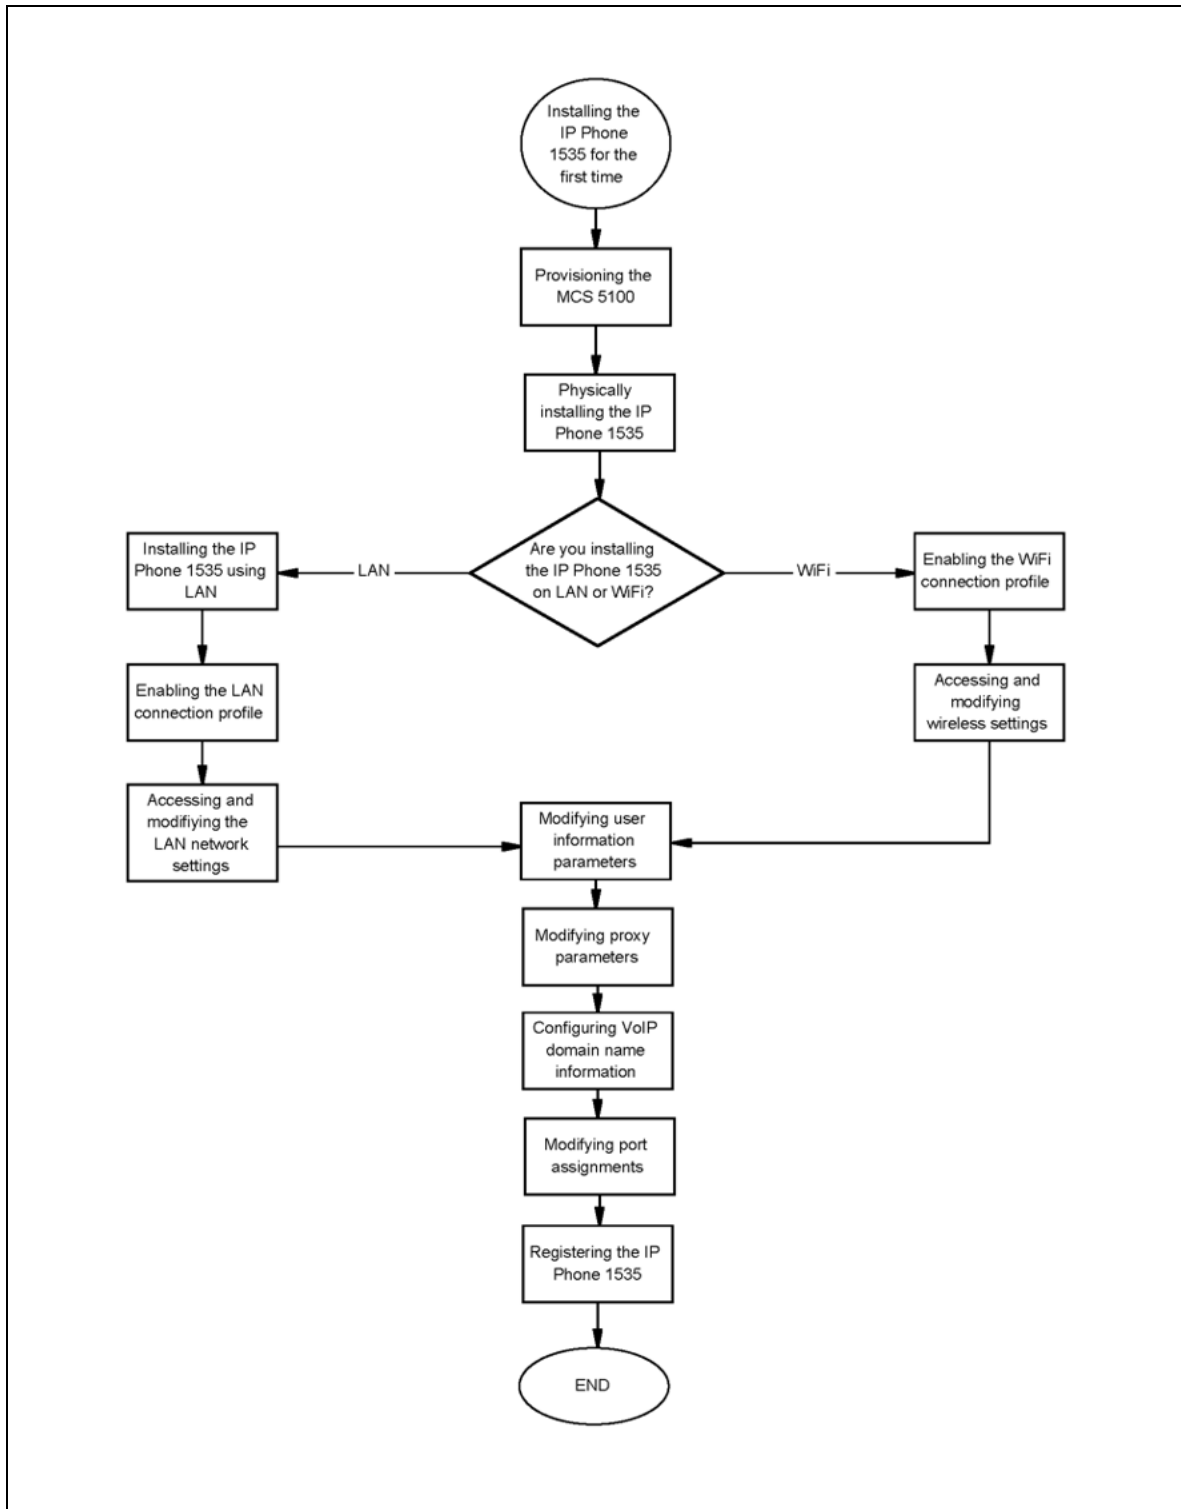 Installing the
IP Phone
1535 for the
first time
Provisioning the
MCS 5100
Physically
installing the IP
Phone 1535
Are you installing
the IP Phone 1535
on LAN or WiFi?
LAN
WiFi
Installing the IP
Phone 1535 using
LAN
Enabling the LAN
connection profile
Accessing and
modifiying the
LAN network
settings
Enabling the WiFi
connection profile
Accessing and
modifying
wireless settings
Modifying user
information
parameters
Modifying proxy
parameters
Configuring VoIP
domain name
information
Modifying port
assignments
Registering the IP
Phone 1535
END